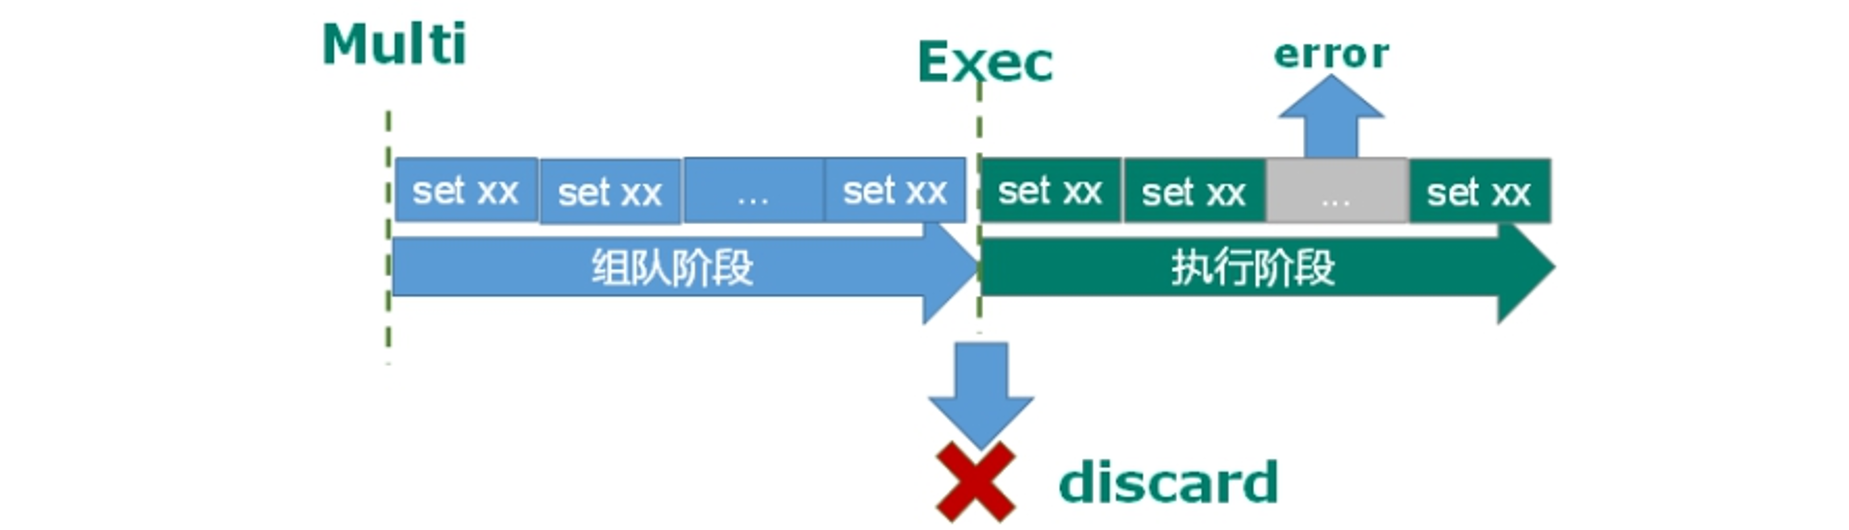 Multi
Exec
error
set xx
set xx
...
set xx
set xx
set xx
...
set xx
组队阶段
执行阶段
discard